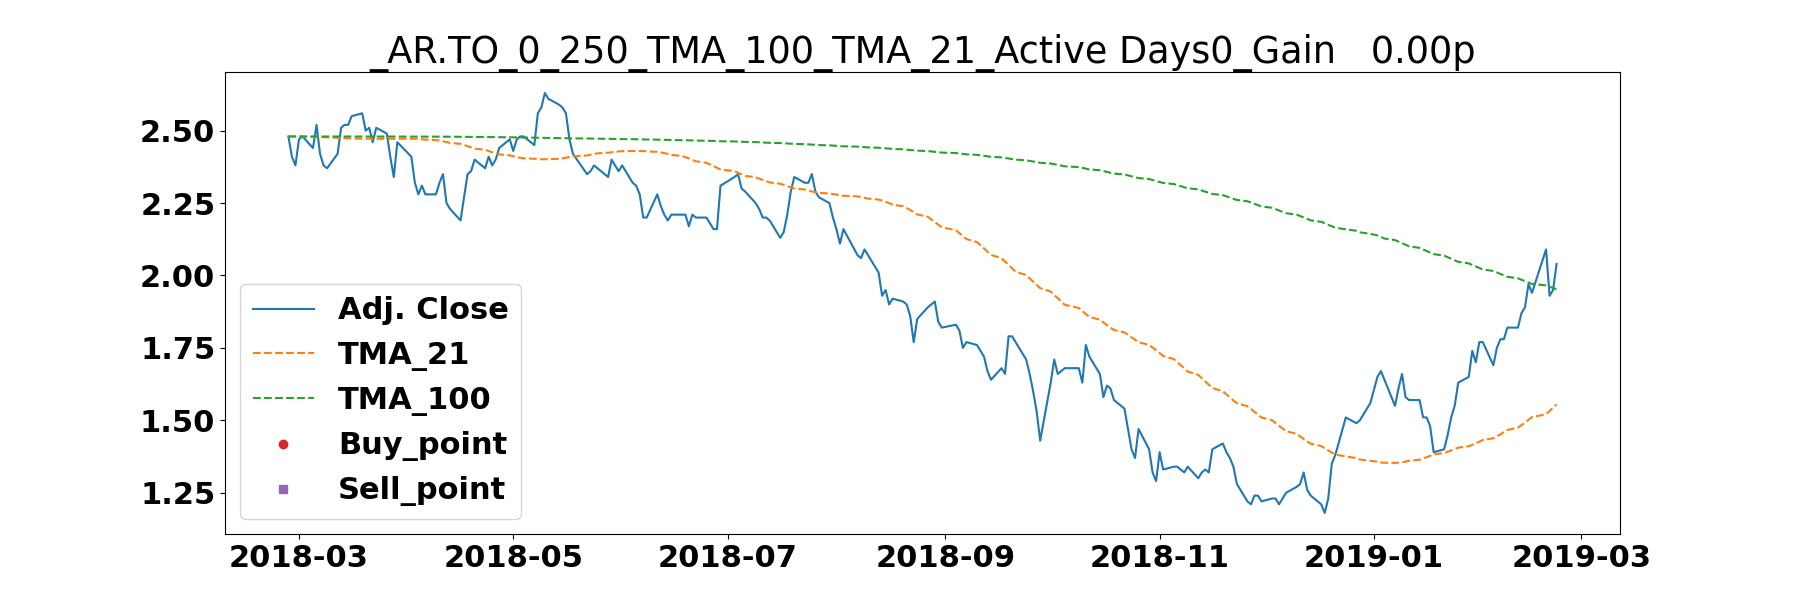 _AR.TO_0_250_TMA_100_TMA_21_Active Days0_Gain   0.00p
2.50
2.25
2.00
1.75
1.50
1.25
Adj. Close
TMA_21
TMA_100
Buy_point
Sell_point
2018-03 2018-05 2018-07 2018-09 2018-11 2019-01 2019-03